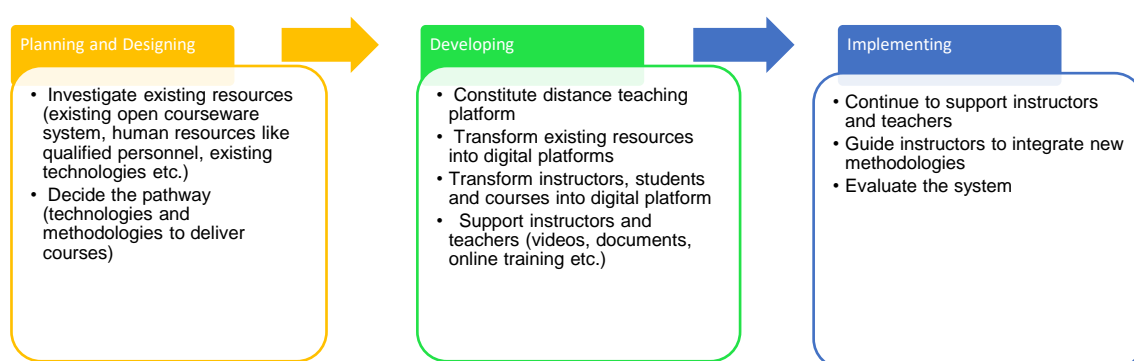 Planning and Designing
• Investigate existing resources
(existing open courseware
system, human resources like
qualified personnel, existing
technologies etc.)
• Decide the pathway
(technologies and
methodologies to deliver
courses)
Developing
• Constitute distance teaching
platform
• Transform existing resources
into digital platforms
• Transform instructors, students
and courses into digital platform
• Support instructors and
teachers (videos, documents,
online training etc.)
Implementing
• Continue to support instructors
and teachers
• Guide instructors to integrate new
methodologies
• Evaluate the system